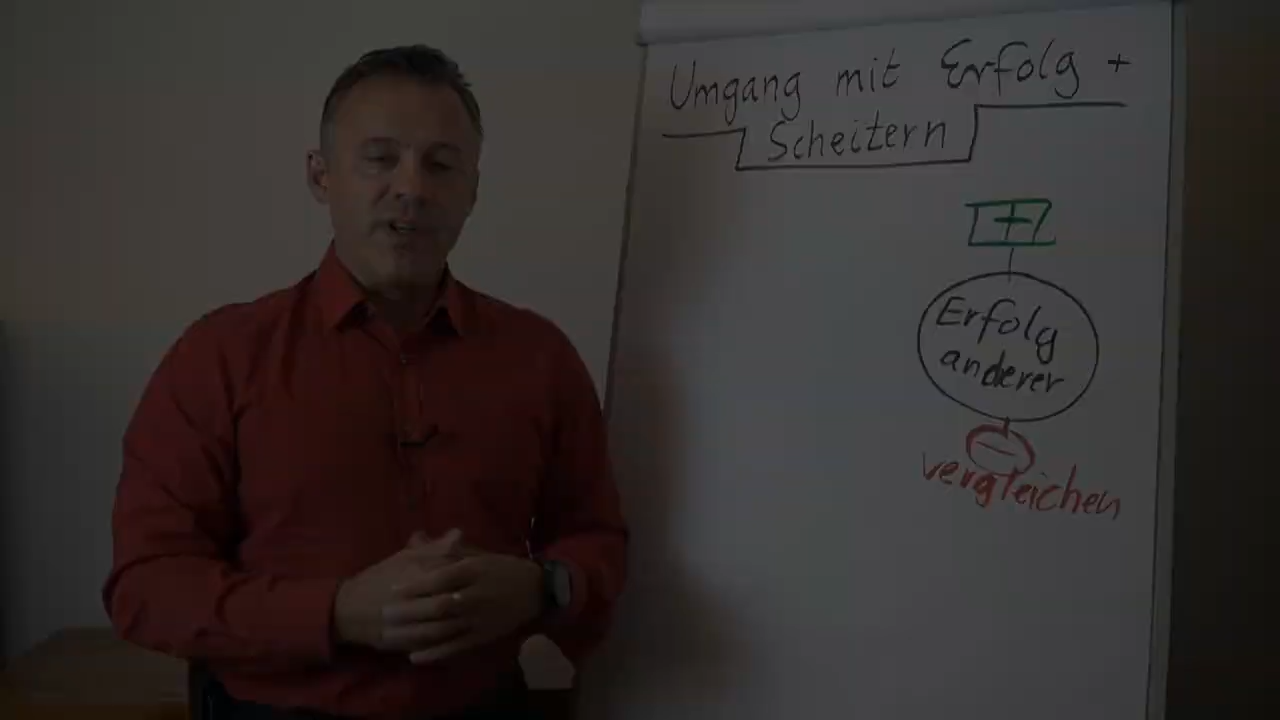 Umgang mit Erfolg +
Scheitern
+
Erfolg
anderer
-
vergleichen